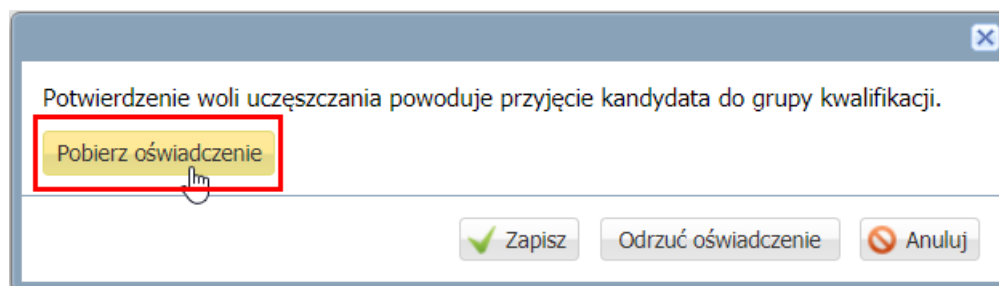 Potwierdzenie woli uczęszczania powoduje przyjęcie kandydata do grupy kwalifikacji.
Pobierz oświadczenie
Zapisz Odrzuć oświadczenie Anuluj